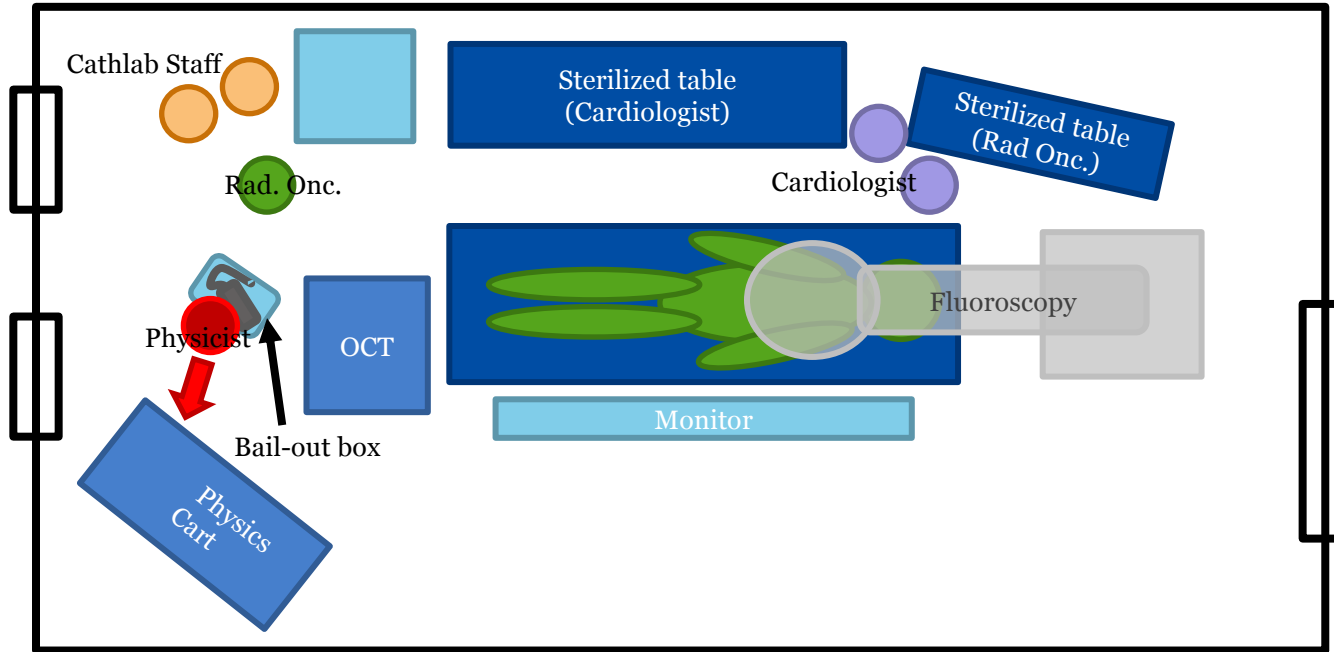 Cathlab Staff
Sterilized table
(Cardiologist)
Sterilized table
(Rad Onc.)
Rad. Onc.
Cardiologist
Fluoroscopy
Physicist
OCT
Monitor
Bail-out box
Physics
Cart